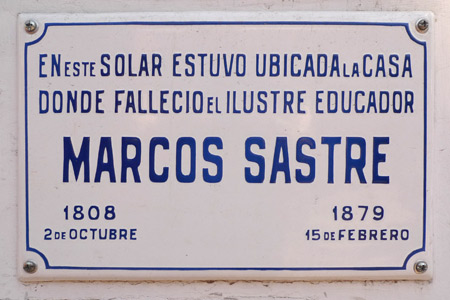 EN ESTE SOLAR ESTUVO UBICADA LA CASA
DONDE FALLECIO EL ILUSTRE EDUCADOR
MARCOS SASTRE
1808 1879
2 DE OCTUBRE 15 DE FEBRERO